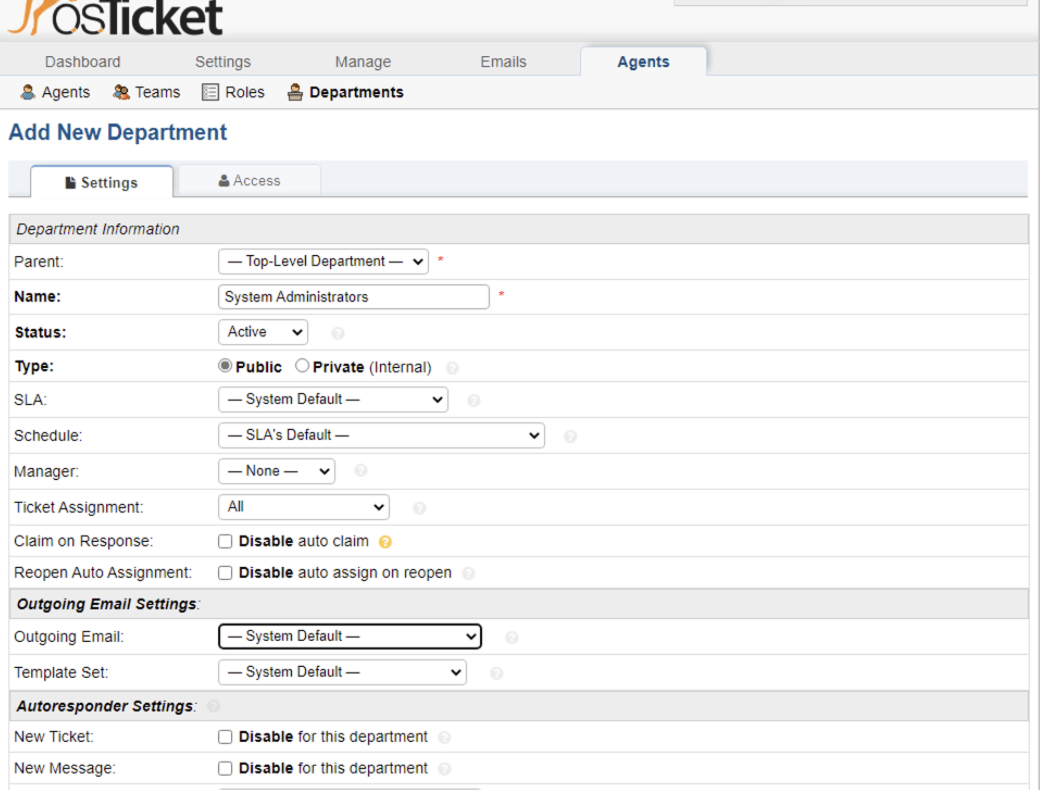 osTicket
Dashboard Settings Manage Emails Agents
Agents Teams Roles Departments
Add New Department
Settings Access
Department Information
Parent: — Top-Level Department — *
Name: System Administrators *
Status: Active ?
Type: Public Private (Internal) ?
SLA: — System Default — ?
Schedule: — SLA's Default — ?
Manager: — None — ?
Ticket Assignment: All ?
Claim on Response: Disable auto claim ?
Reopen Auto Assignment: Disable auto assign on reopen ?
Outgoing Email Settings:
Outgoing Email: — System Default — ?
Template Set: — System Default — ?
Autoresponder Settings: ?
New Ticket: Disable for this department ?
New Message: Disable for this department ?